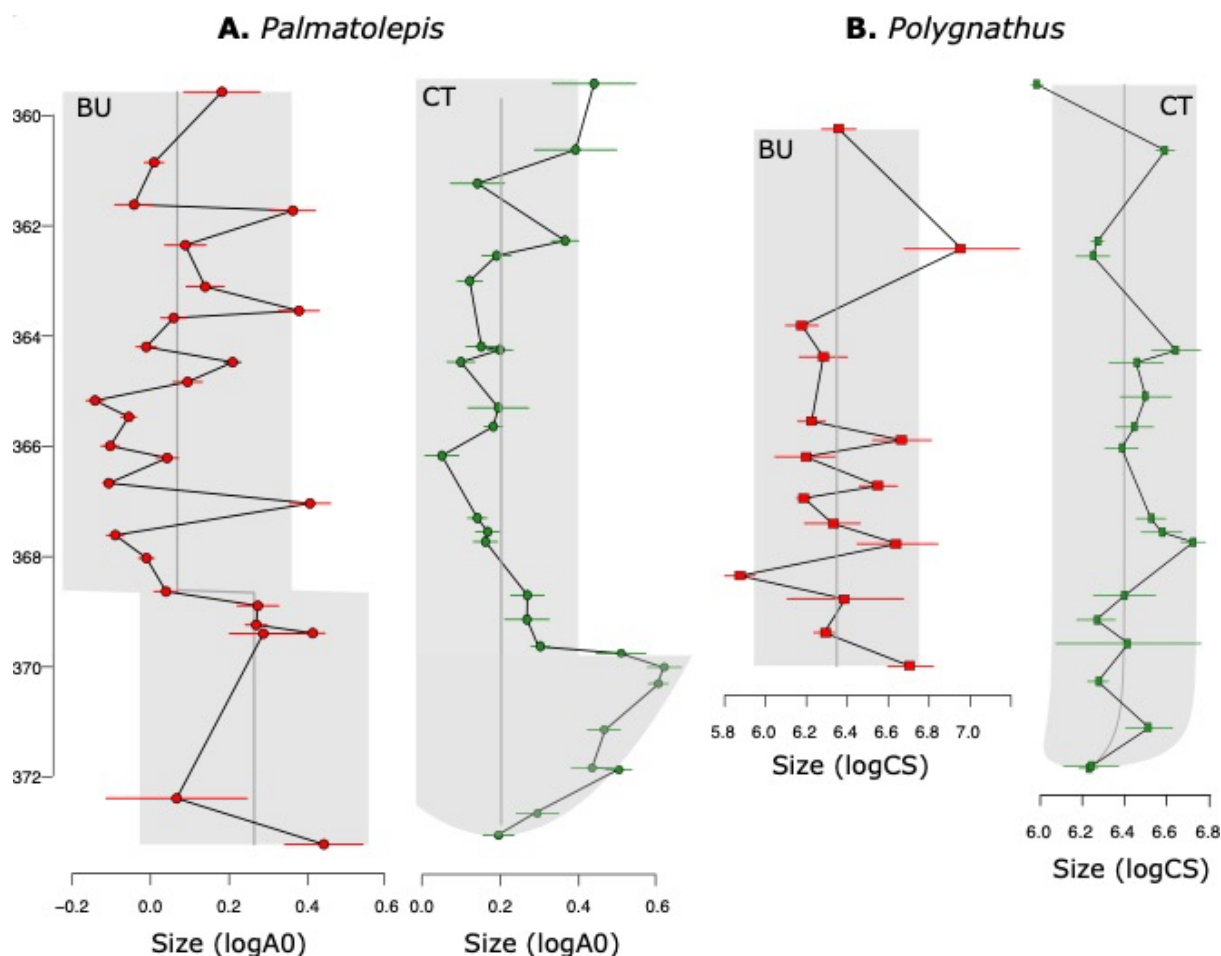 A. Palmatolepis
B. Polygnathus
BU
CT
BU
CT
360
362
364
366
368
370
372
−0.2 0.0 0.2 0.4 0.6
Size (logA0)
0.0 0.2 0.4 0.6
Size (logA0)
5.8 6.0 6.2 6.4 6.6 6.8 7.0
Size (logCS)
6.0 6.2 6.4 6.6 6.8
Size (logCS)